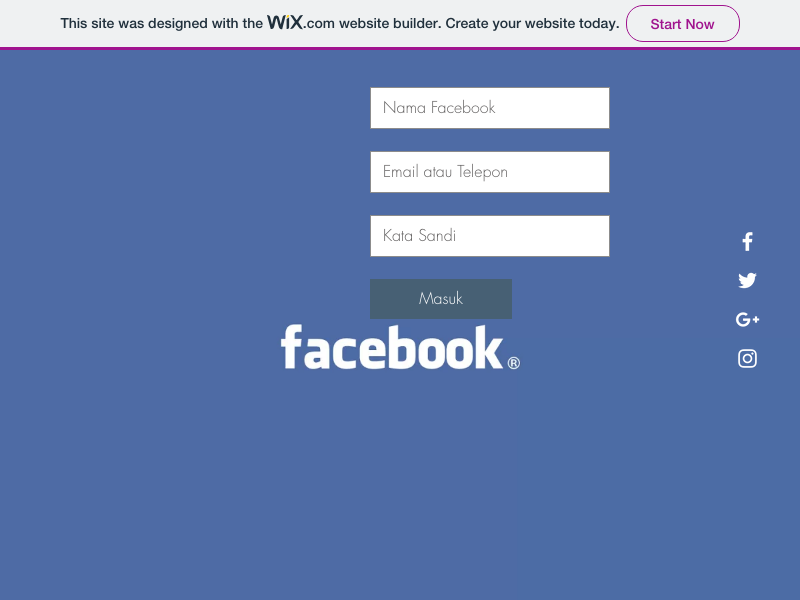 This site was designed with the WiX.com website builder. Create your website today. Start Now
Nama Facebook
Email atau Telepon
Kata Sandi
Masuk
facebook®